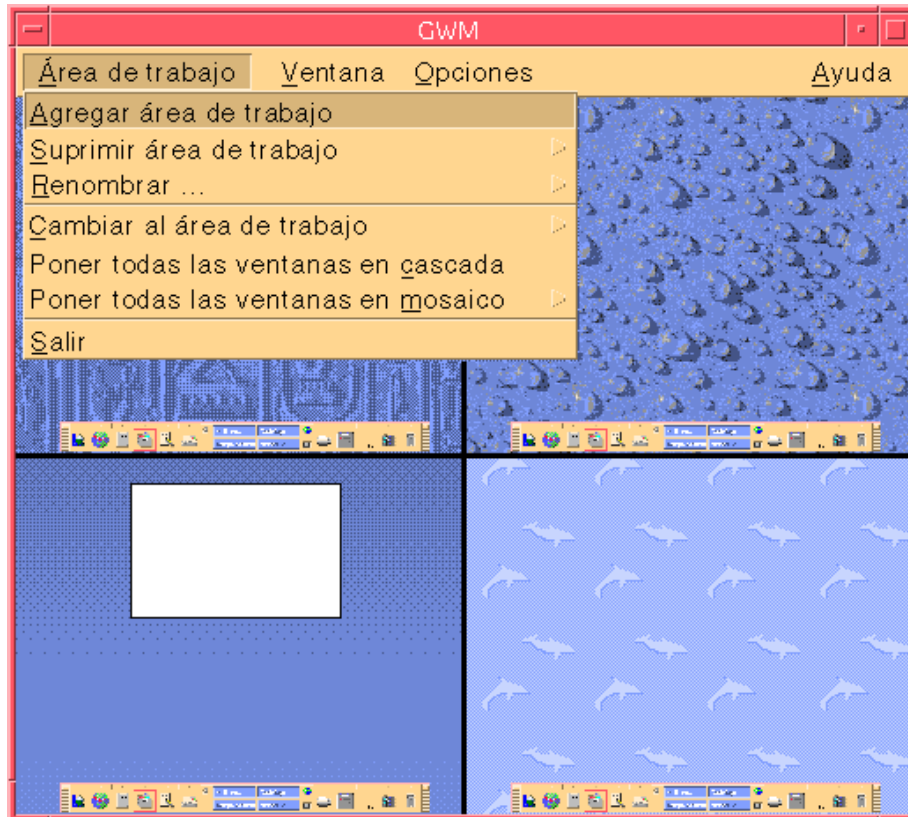 GWM
Área de trabajo Ventana Opciones Ayuda
Agregar área de trabajo
Suprimir área de trabajo
Renombrar ...
Cambiar al área de trabajo
Poner todas las ventanas en cascada
Poner todas las ventanas en mosaico
Salir